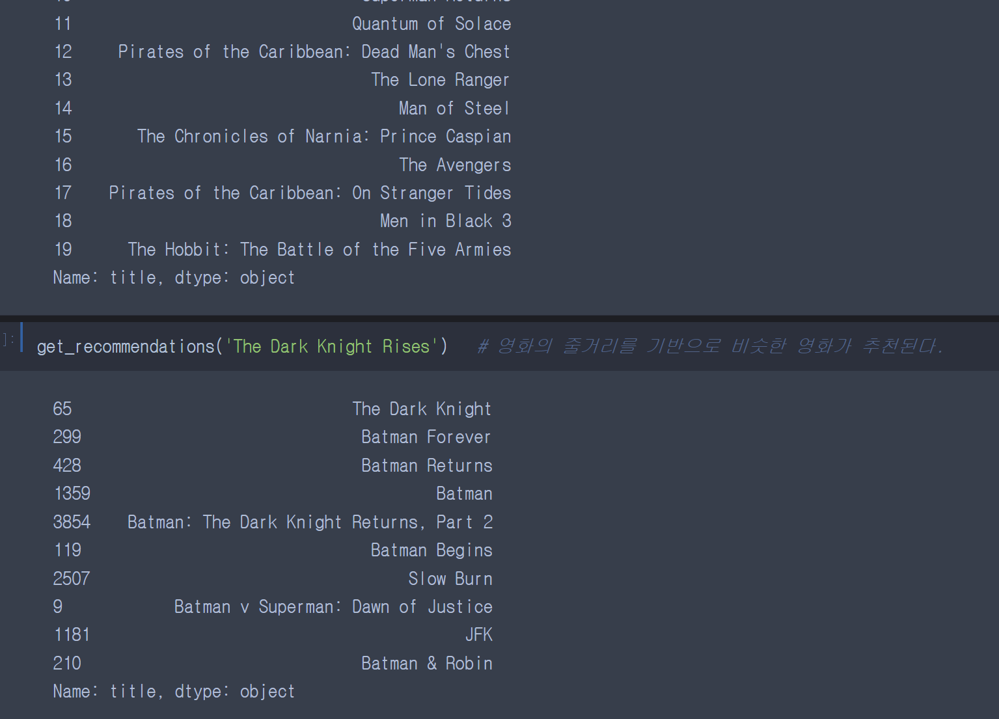 Superman Returns
11 Quantum of Solace
12 Pirates of the Caribbean: Dead Man's Chest
13 The Lone Ranger
14 Man of Steel
15 The Chronicles of Narnia: Prince Caspian
16 The Avengers
17 Pirates of the Caribbean: On Stranger Tides
18 Men in Black 3
19 The Hobbit: The Battle of the Five Armies
Name: title, dtype: object
]: get_recommendations('The Dark Knight Rises') # 영화의 줄거리를 기반으로 비슷한 영화가 추천된다.
65 The Dark Knight
299 Batman Forever
428 Batman Returns
1359 Batman
3854 Batman: The Dark Knight Returns, Part 2
119 Batman Begins
2507 Slow Burn
9 Batman v Superman: Dawn of Justice
1181 JFK
210 Batman & Robin
Name: title, dtype: object